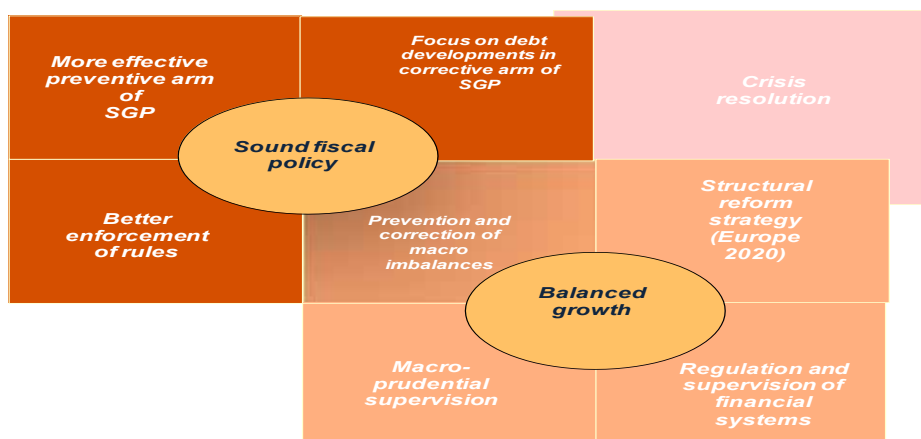 More effective
preventive arm
of
SGP
Focus on debt
developments in
corrective arm of
SGP
Crisis
resolution
Sound fiscal
policy
Better
enforcement
of rules
Prevention and
correction of
macro
imbalances
Structural
reform
strategy
(Europe
2020)
Balanced
growth
Macro-
prudential
supervision
Regulation and
supervision of
financial
systems